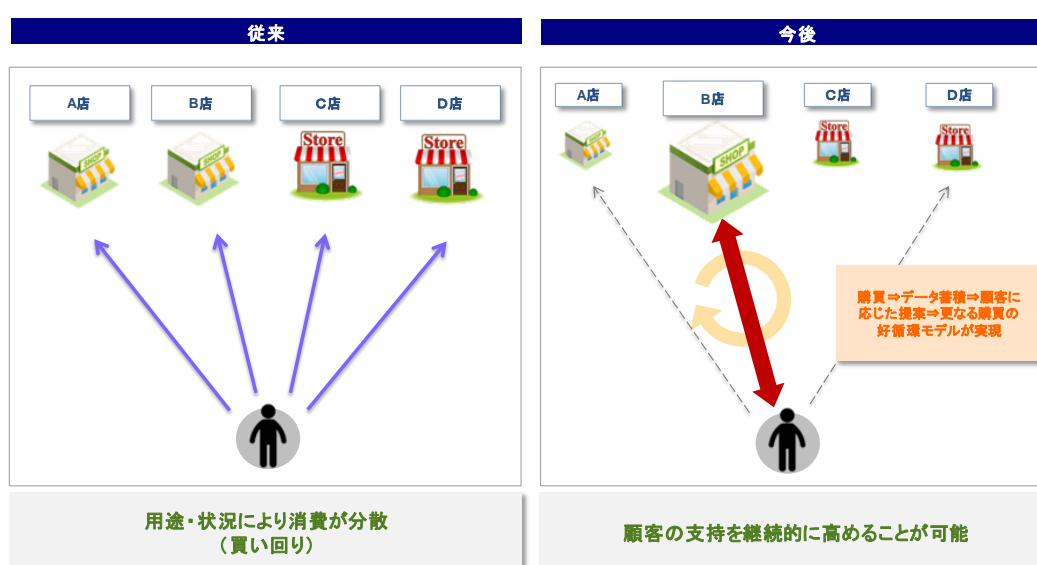 従来
A店
B店
C店
D店
SHOP
SHOP
Store
Store
用途・状況により消費が分散
（買い回り）
今後
A店
B店
C店
D店
SHOP
Store
Store
購買⇒データ蓄積⇒顧客に
応じた提案⇒更なる購買の
好循環モデルが実現
顧客の支持を継続的に高めることが可能